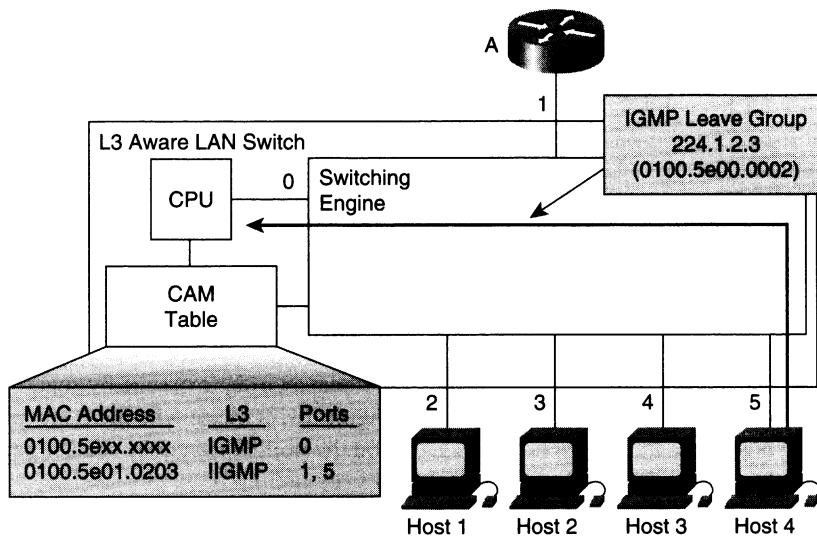 A
1
IGMP Leave Group
224.1.2.3
(0100.5e00.0002)
L3 Aware LAN Switch
CPU
0
Switching
Engine
CAM
Table
MAC Address L3 Ports
0100.5exx.xxxx IGMP 0
0100.5e01.0203 !IGMP 1, 5
2
3
4
5
Host 1
Host 2
Host 3
Host 4